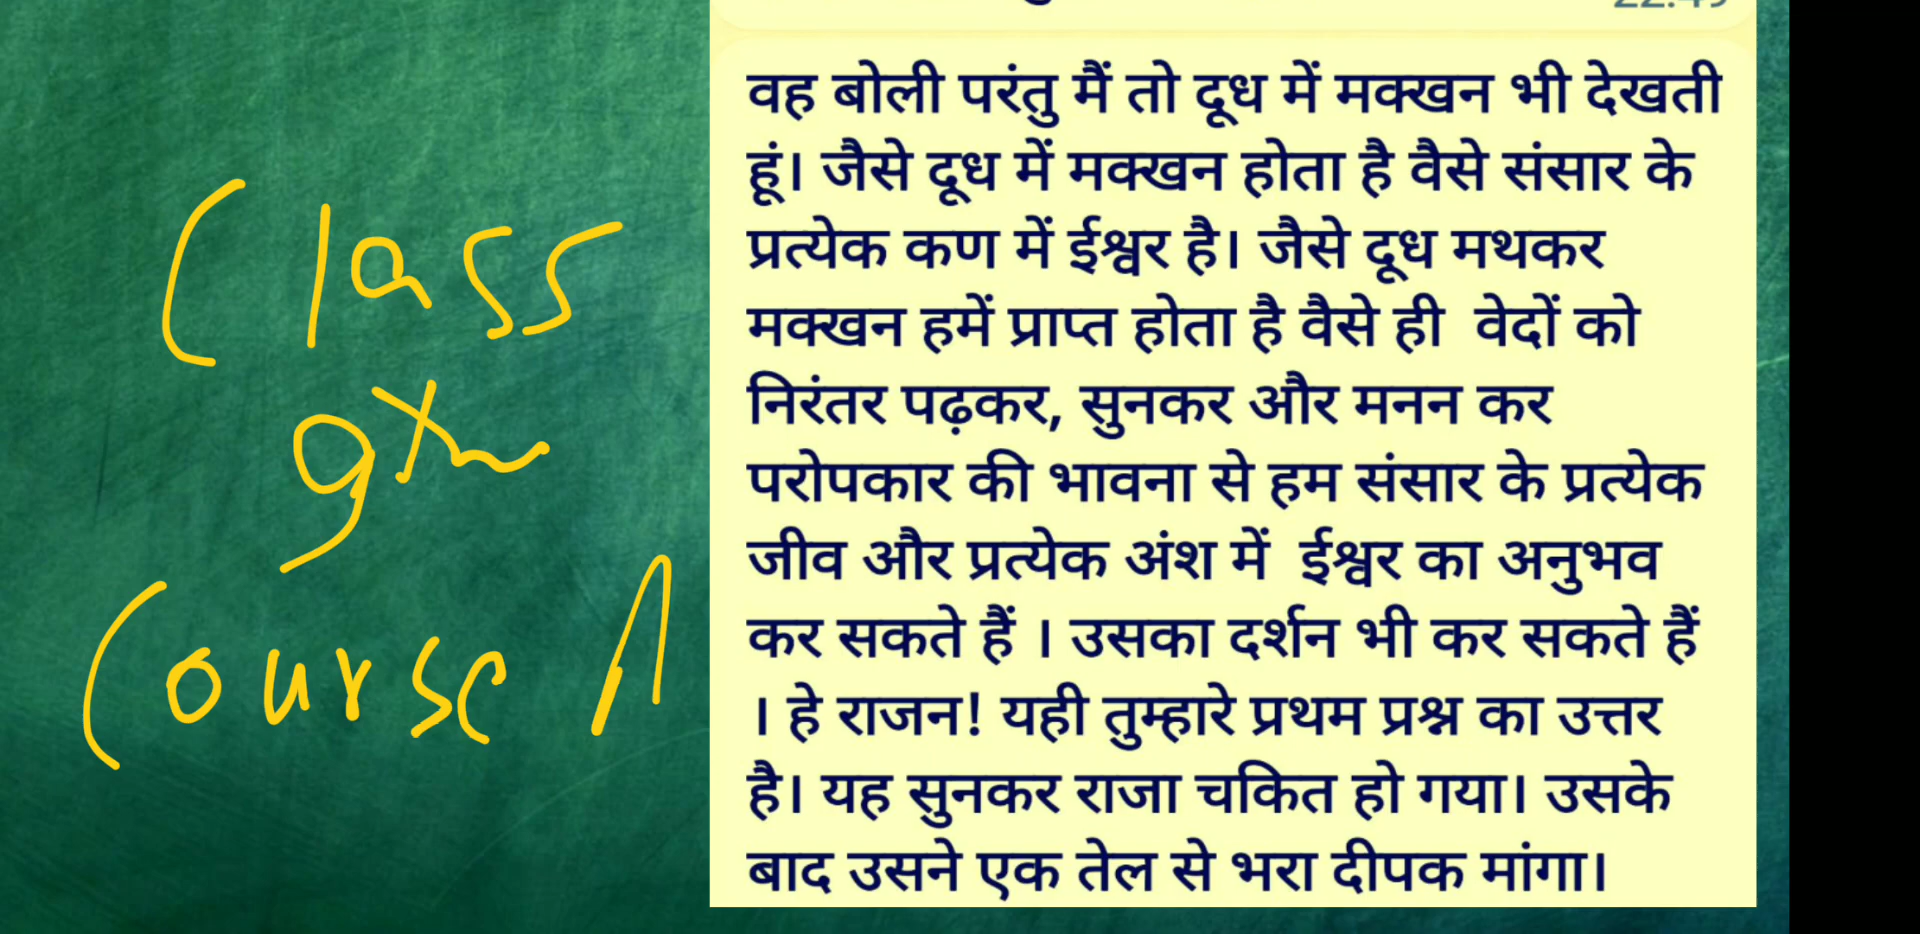 Class
9th
Course A
वह बोली परंतु मैं तो दूध में मक्खन भी देखती
हूं। जैसे दूध में मक्खन होता है वैसे संसार के
प्रत्येक कण में ईश्वर है। जैसे दूध मथकर
मक्खन हमें प्राप्त होता है वैसे ही वेदों को
निरंतर पढ़कर, सुनकर और मनन कर
परोपकार की भावना से हम संसार के प्रत्येक
जीव और प्रत्येक अंश में ईश्वर का अनुभव
कर सकते हैं । उसका दर्शन भी कर सकते हैं
। हे राजन! यही तुम्हारे प्रथम प्रश्न का उत्तर
है। यह सुनकर राजा चकित हो गया। उसके
बाद उसने एक तेल से भरा दीपक मांगा।